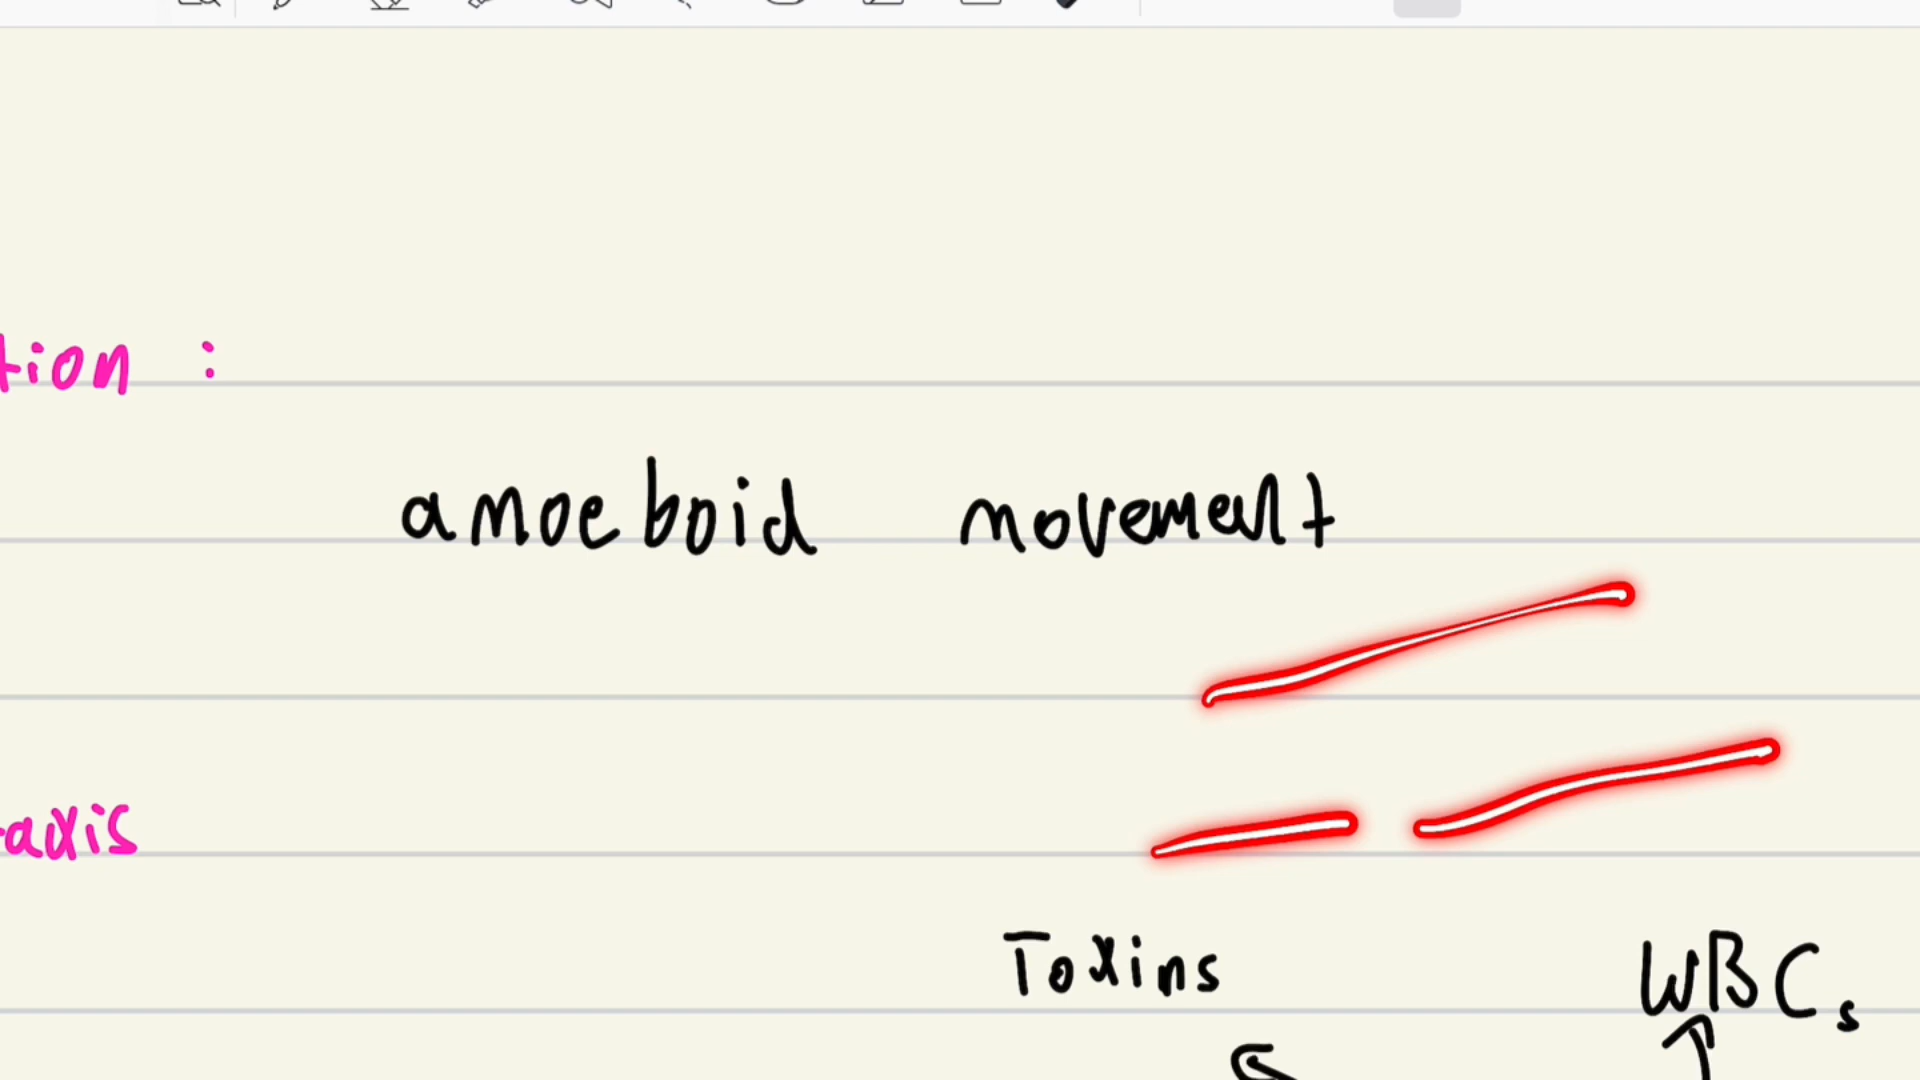 tion :
amoeboid movement
axis
Toxins WBCs